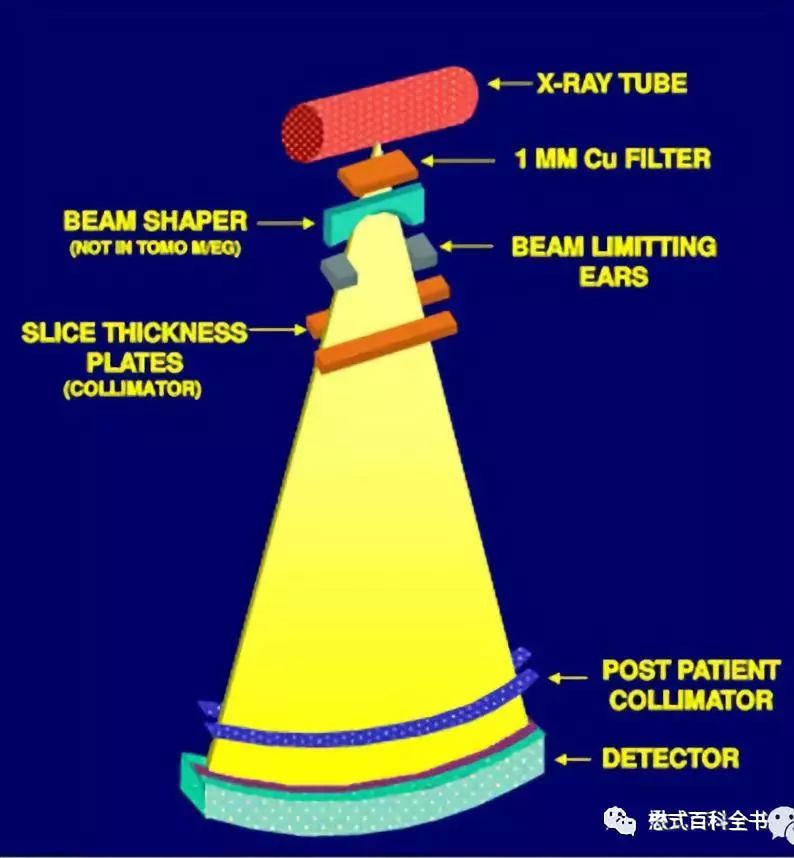 X-RAY TUBE
1 MM Cu FILTER
BEAM SHAPER
(NOT IN TOMO M/EG)
BEAM LIMITTING
EARS
SLICE THICKNESS
PLATES
(COLLIMATOR)
POST PATIENT
COLLIMATOR
DETECTOR
懋式百科全书